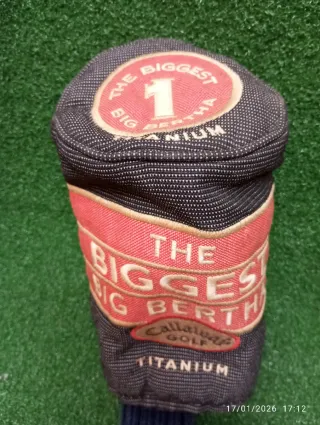 THE BIGGEST
1
BIG BERTHA
TITANIUM
THE
BIGGEST
BIG BERTHA
Callaway
GOLF
TITANIUM
17/01/2026 17:12